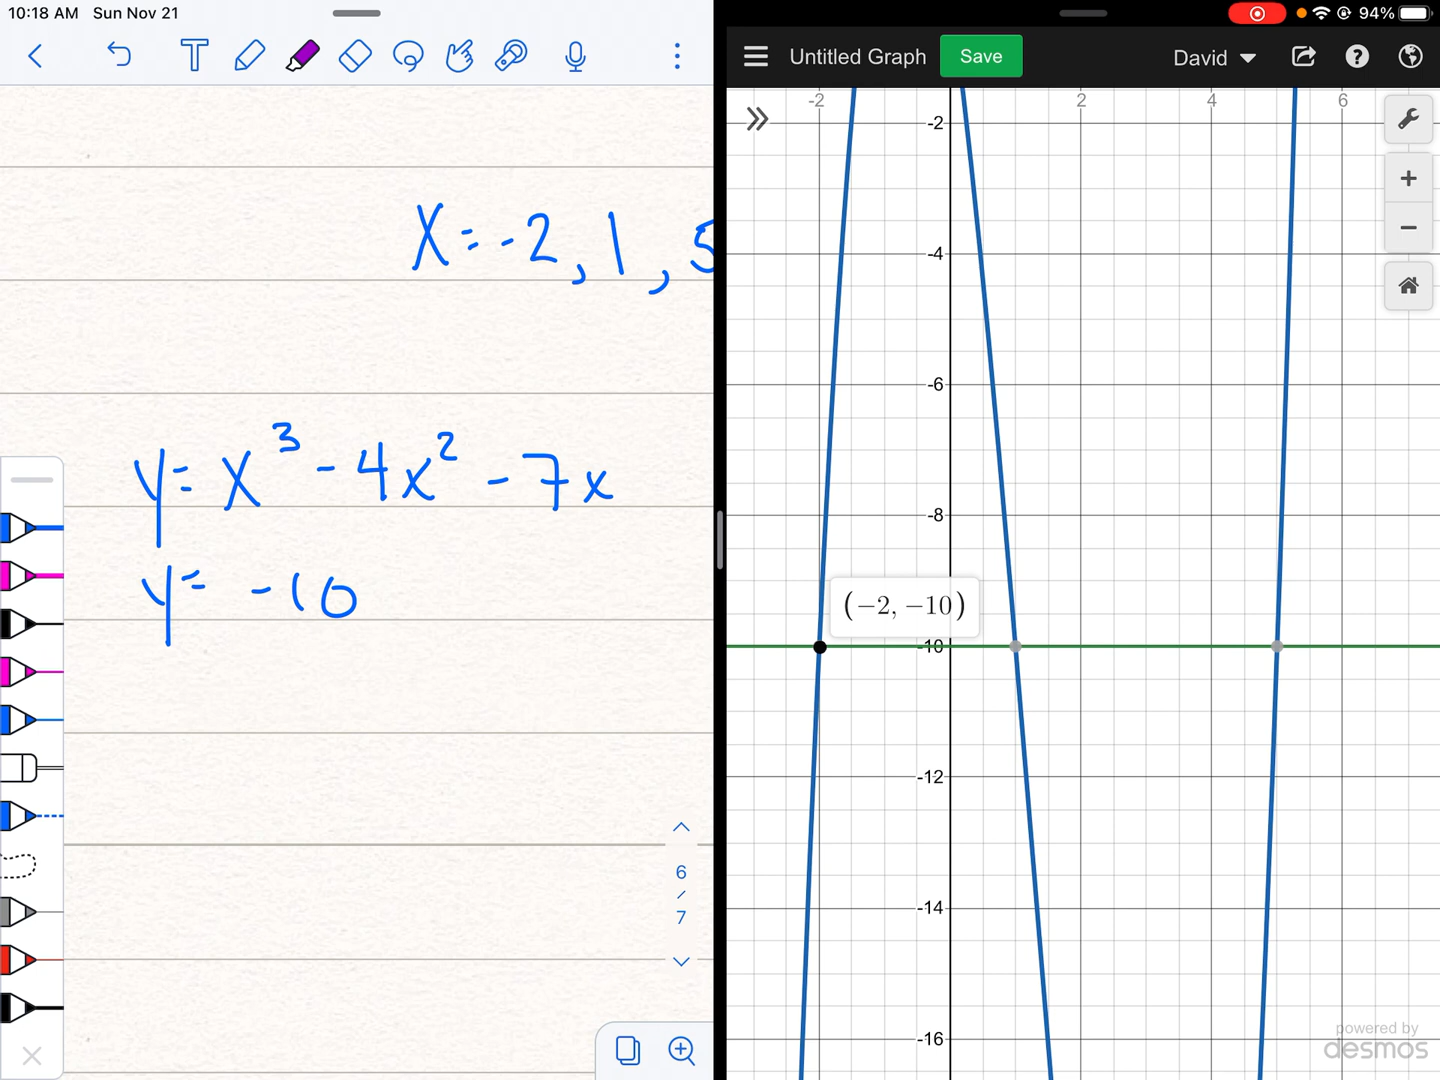 10:18 AM Sun Nov 21
94%
T
Untitled Graph
Save
David
?
X = -2, 1, 5
y = x³ - 4x² - 7x
y = -10
6
/
7
-2 2 4 6
-2
-4
-6
-8
(−2, −10)
-10
-12
-14
-16
+
−
powered by
desmos